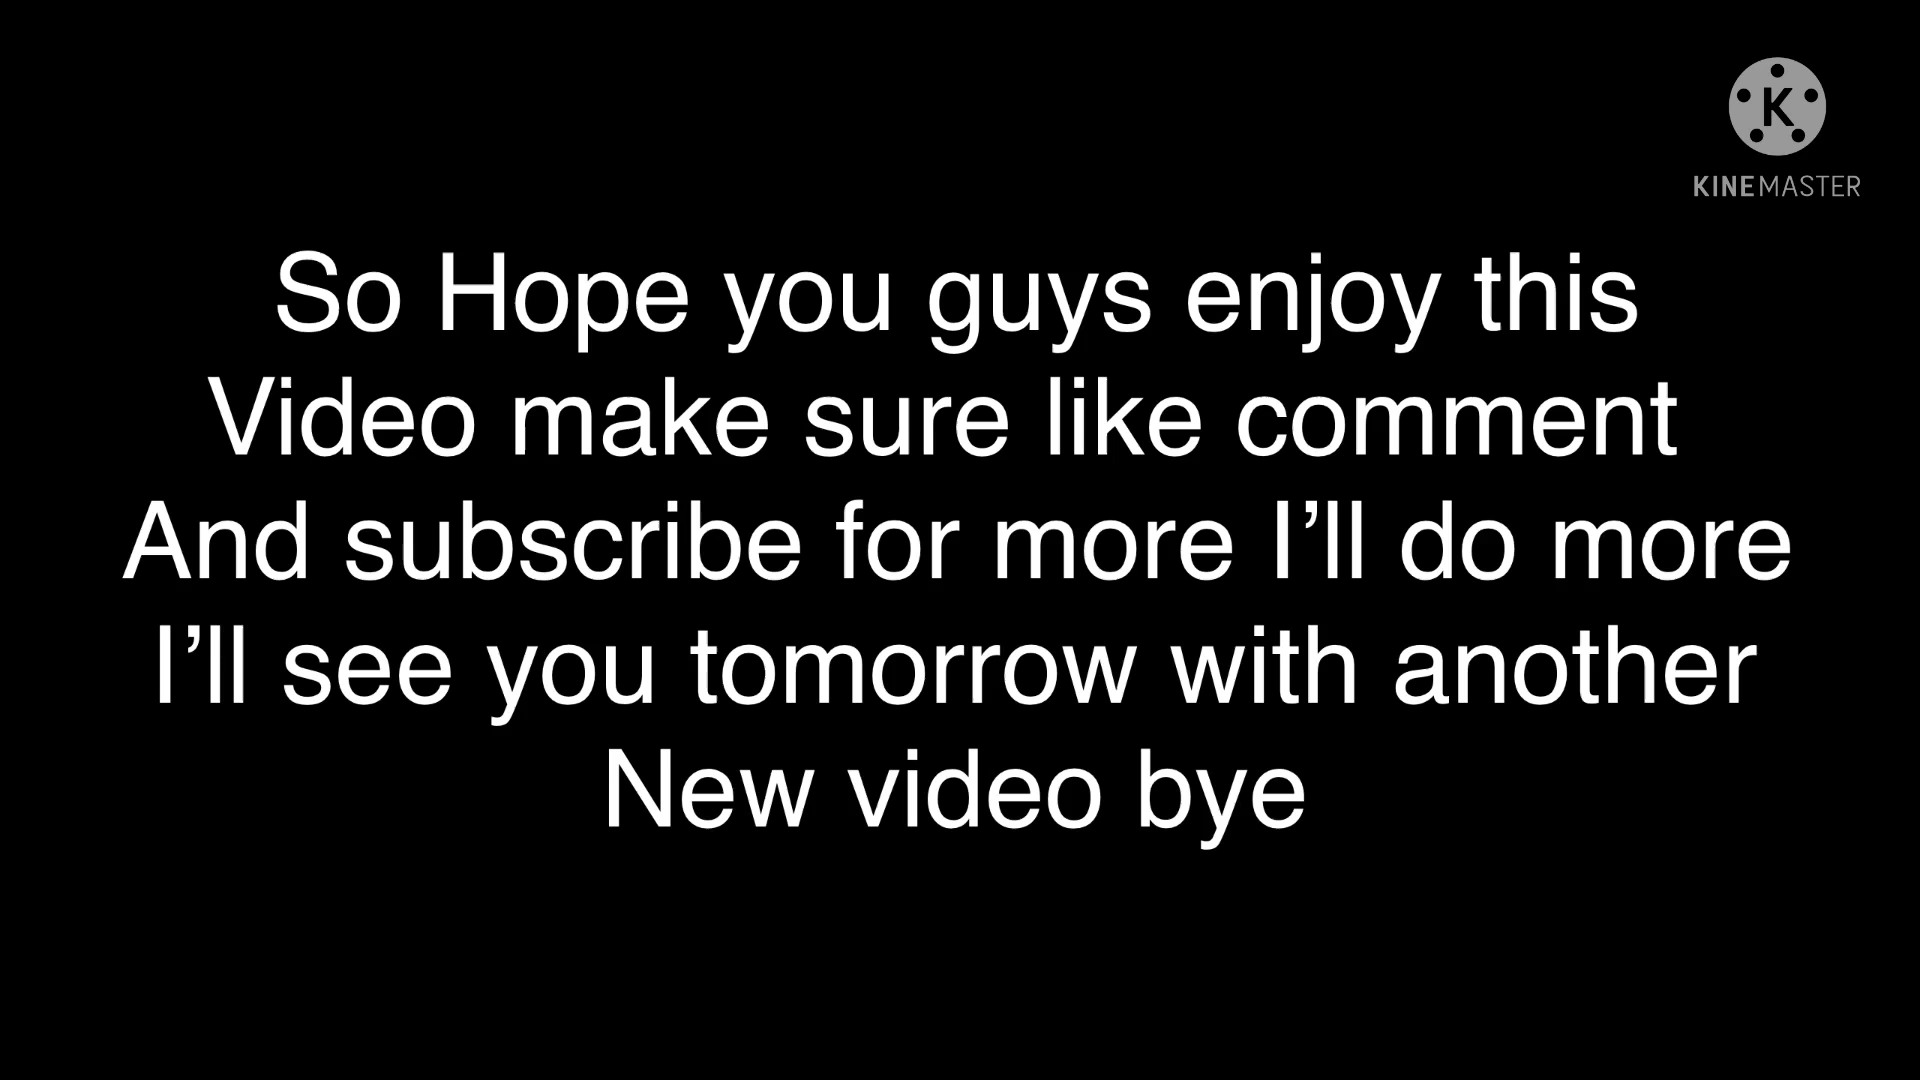 K
KINEMASTER
So Hope you guys enjoy this
Video make sure like comment
And subscribe for more I’ll do more
I’ll see you tomorrow with another
New video bye